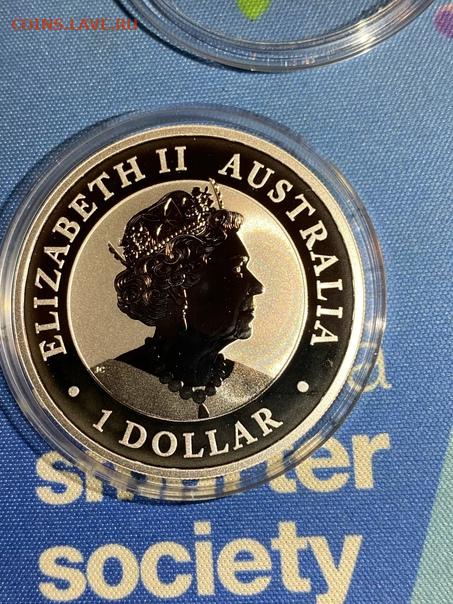 COINS.LAVE.RU
ELIZABETH II AUSTRALIA
JC
1 DOLLAR
a
smarter
society